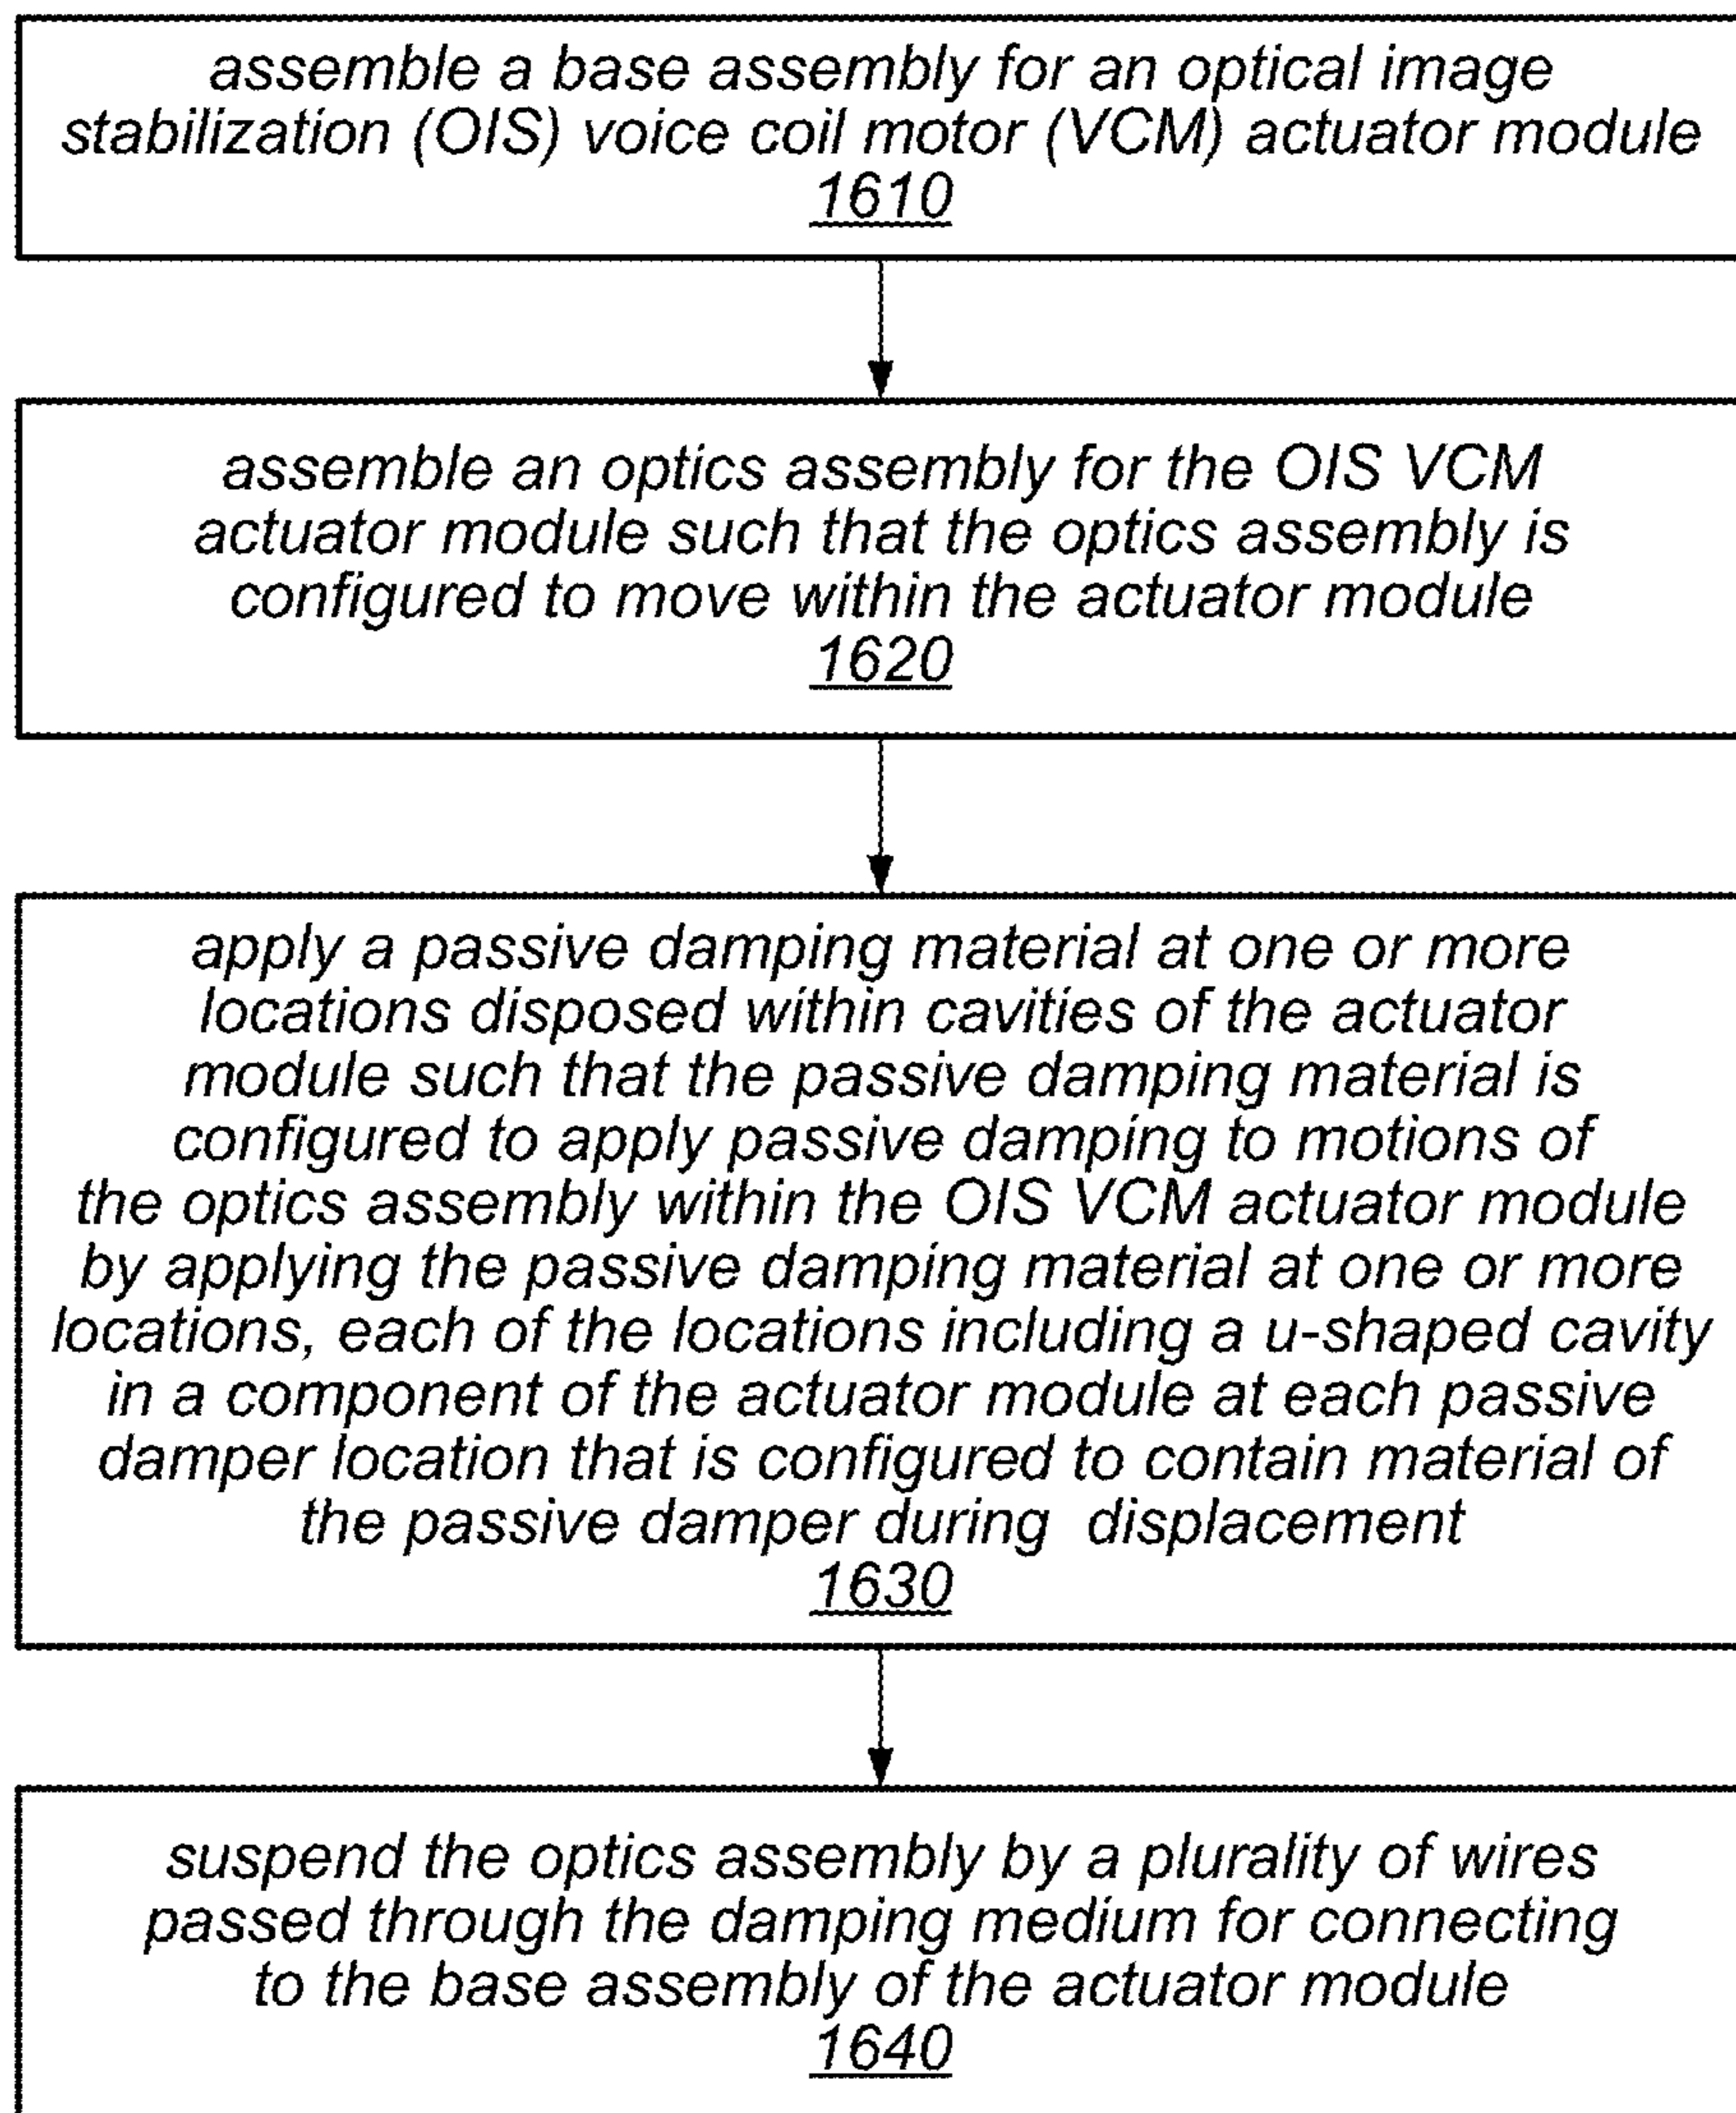 assemble a base assembly for an optical image
stabilization (OIS) voice coil motor (VCM) actuator module
1610
assemble an optics assembly for the OIS VCM
actuator module such that the optics assembly is
configured to move within the actuator module
1620
apply a passive damping material at one or more
locations disposed within cavities of the actuator
module such that the passive damping material is
configured to apply passive damping to motions of
the optics assembly within the OIS VCM actuator module
by applying the passive damping material at one or more
locations, each of the locations including a u-shaped cavity
in a component of the actuator module at each passive
damper location that is configured to contain material of
the passive damper during displacement
1630
suspend the optics assembly by a plurality of wires
passed through the damping medium for connecting
to the base assembly of the actuator module
1640